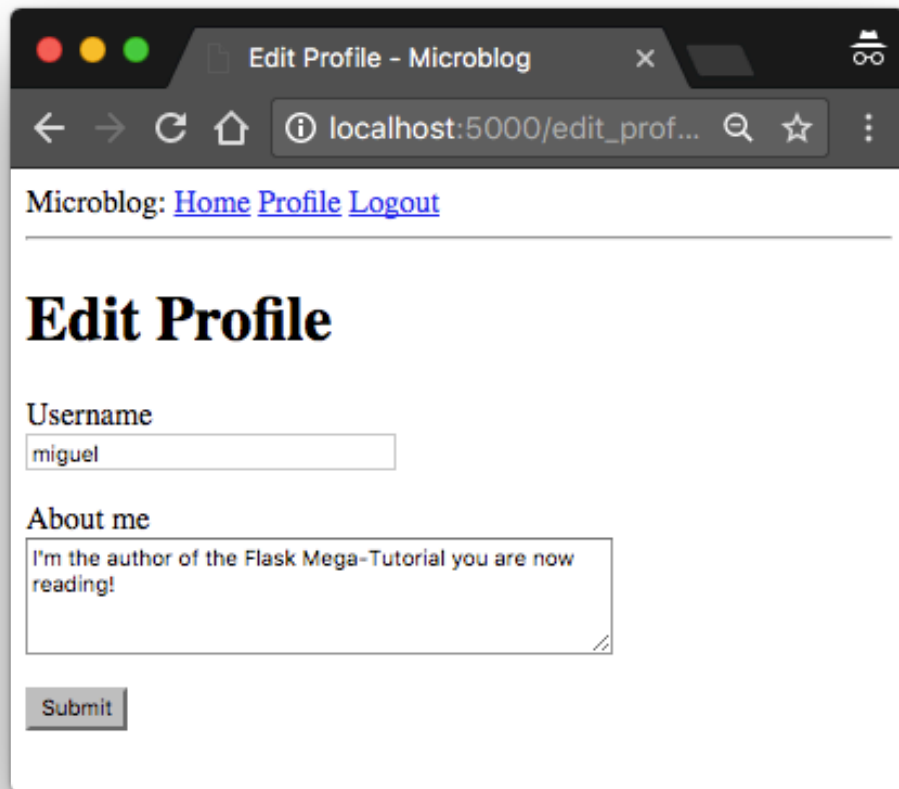 Edit Profile - Microblog
localhost:5000/edit_prof...
Microblog: Home Profile Logout
Edit Profile
Username
miguel
About me
I'm the author of the Flask Mega-Tutorial you are now
reading!
Submit